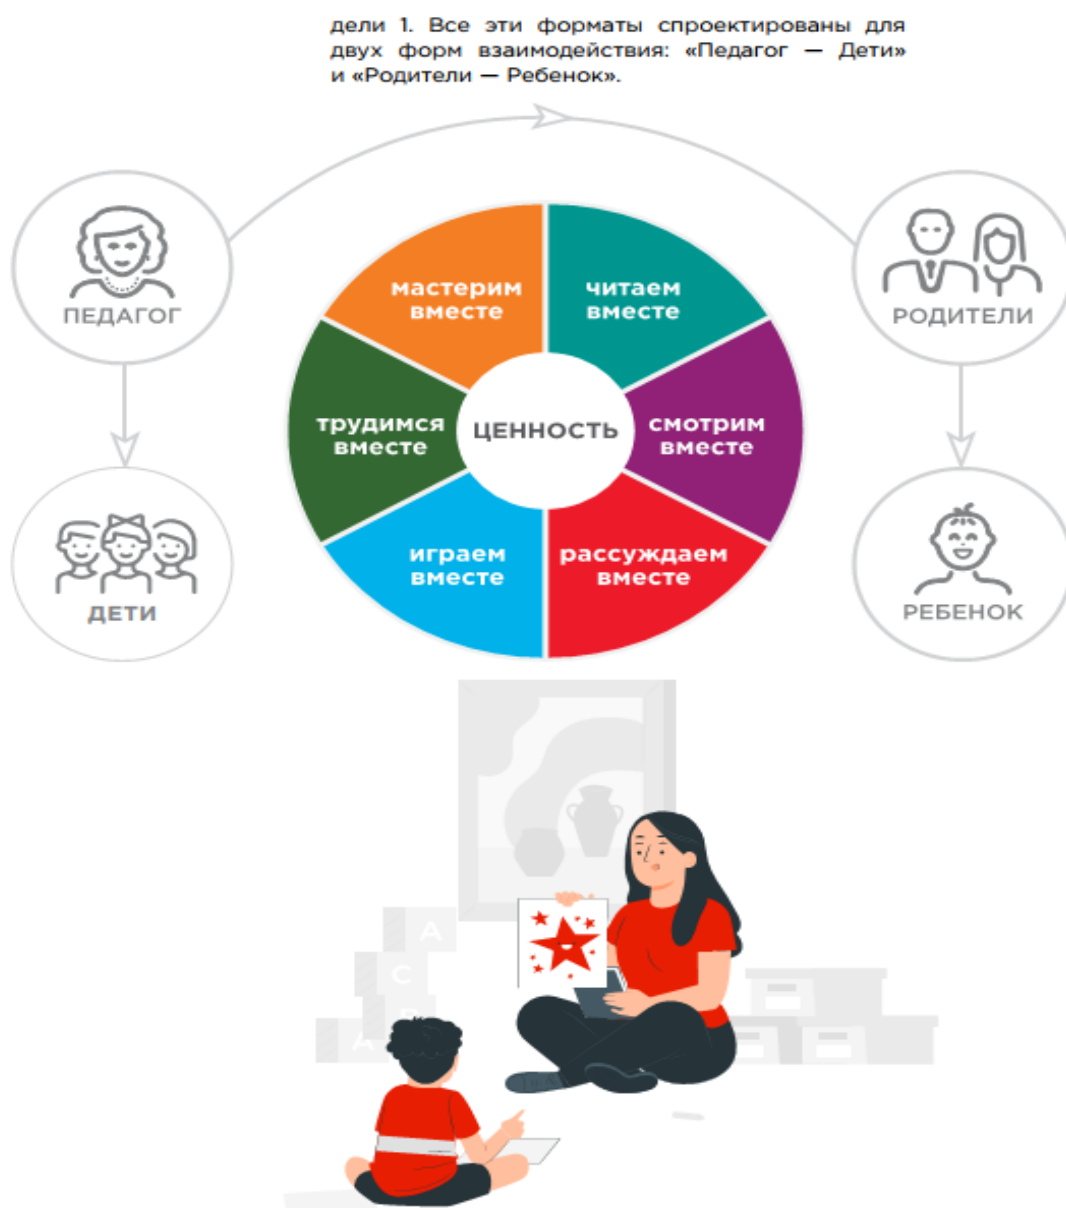 дели 1. Все эти форматы спроектированы для
двух форм взаимодействия: «Педагог — Дети»
и «Родители — Ребенок».
ПЕДАГОГ
РОДИТЕЛИ
мастерим
вместе
читаем
вместе
трудимся
вместе
ЦЕННОСТЬ
смотрим
вместе
играем
вместе
рассуждаем
вместе
ДЕТИ
РЕБЕНОК
A
C
A